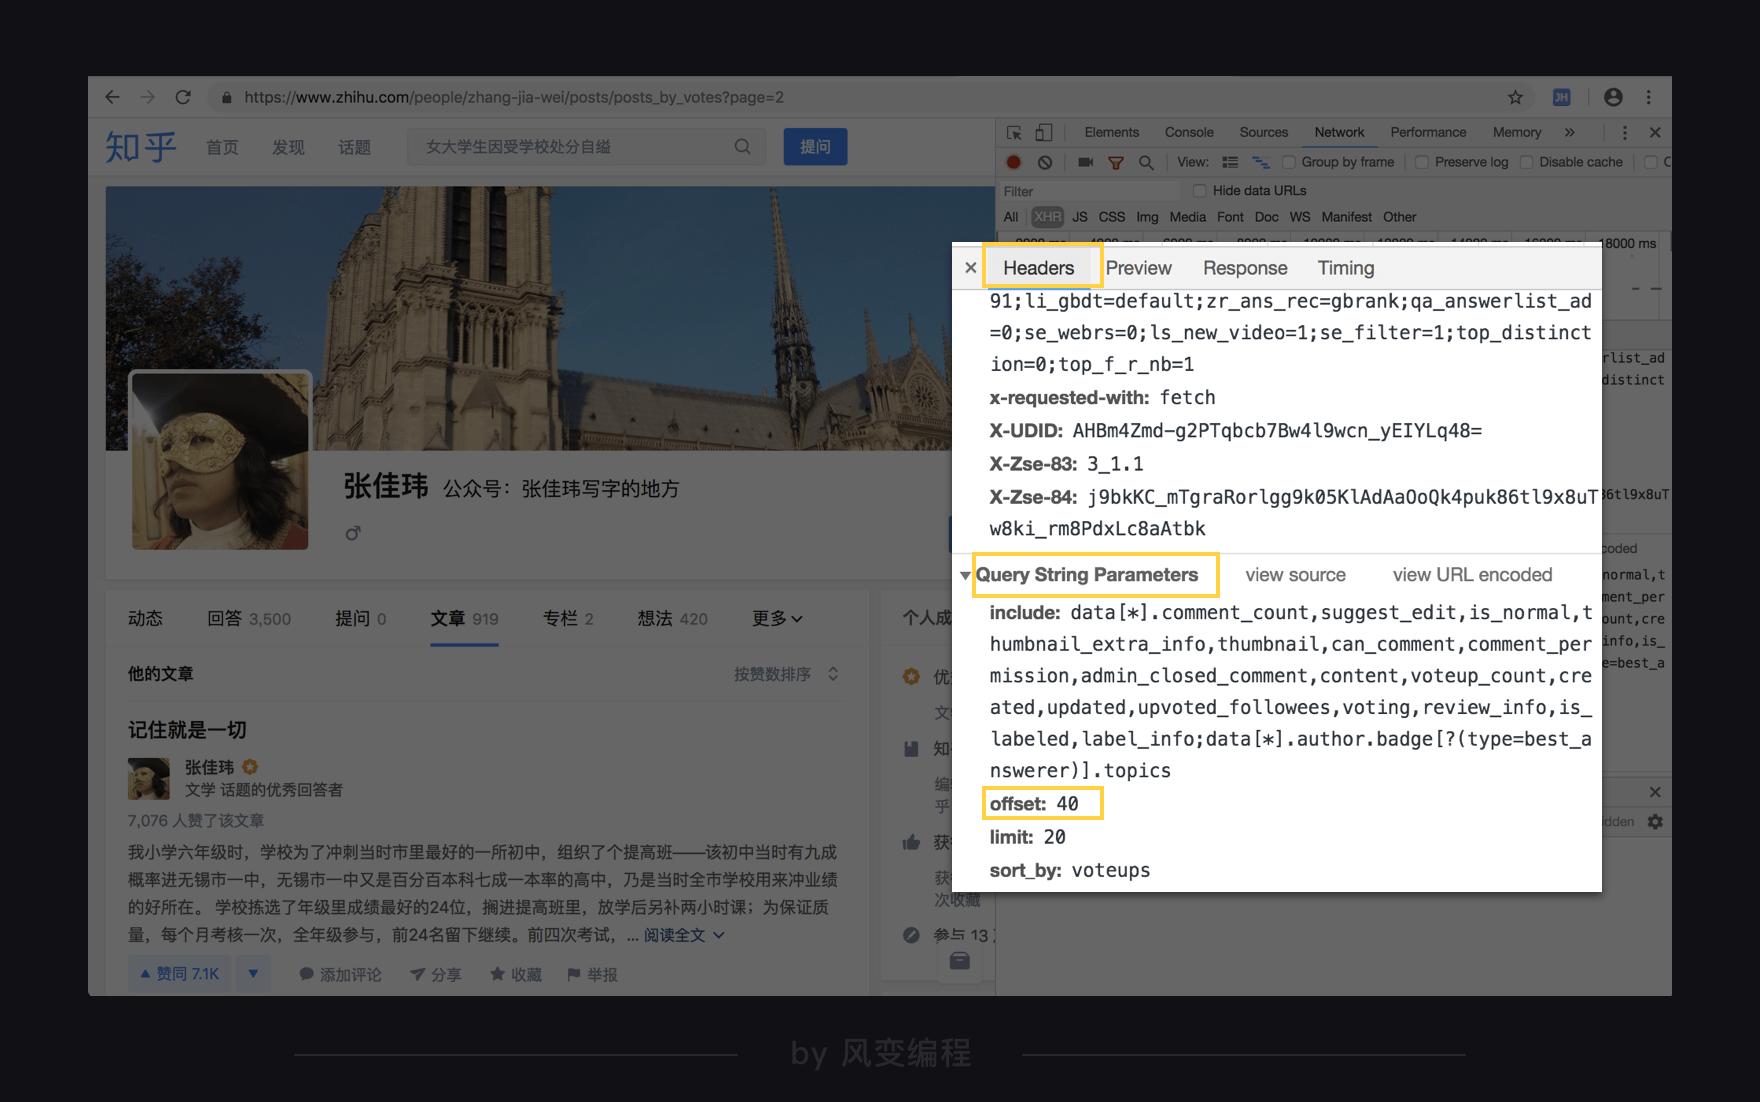 https://www.zhihu.com/people/zhang-jia-wei/posts/posts_by_votes?page=2
JH
知乎 首页 发现 话题 女大学生因受学校处分自缢 提问
Elements Console Sources Network Performance Memory »
View: Group by frame Preserve log Disable cache
Filter Hide data URLs
All XHR JS CSS Img Media Font Doc WS Manifest Other
18000 ms
张佳玮 公众号：张佳玮写字的地方
动态 回答 3,500 提问 0 文章 919 专栏 2 想法 420 更多
他的文章 按赞数排序
记住就是一切
张佳玮
文学 话题的优秀回答者
7,076 人赞了该文章
我小学六年级时，学校为了冲刺当时市里最好的一所初中，组织了个提高班——该初中当时有九成
概率进无锡市一中，无锡市一中又是百分百本科七成一本率的高中，乃是当时全市学校用来冲业绩
的好所在。 学校拣选了年级里成绩最好的24位，搁进提高班里，放学后另补两小时课；为保证质
量，每个月考核一次，全年级参与，前24名留下继续。前四次考试，... 阅读全文
赞同 7.1K 添加评论 分享 收藏 举报
个人成
次收藏
参与 13
Headers Preview Response Timing
91;li_gbdt=default;zr_ans_rec=gbrank;qa_answerlist_ad
=0;se_webrs=0;ls_new_video=1;se_filter=1;top_distinct
ion=0;top_f_r_nb=1
x-requested-with: fetch
X-UDID: AHBm4Zmd-g2PTqbcb7Bw4l9wcn_yEIYLq48=
X-Zse-83: 3_1.1
X-Zse-84: j9bkKC_mTgraRorlgg9k05KlAdAaOoQk4puk86tl9x8uT
w8ki_rm8PdxLc8aAtbk
Query String Parameters view source view URL encoded
include: data[*].comment_count,suggest_edit,is_normal,t
humbnail_extra_info,thumbnail,can_comment,comment_per
mission,admin_closed_comment,content,voteup_count,cre
ated,updated,upvoted_followees,voting,review_info,is_
labeled,label_info;data[*].author.badge[?(type=best_a
nswerer)].topics
offset: 40
limit: 20
sort_by: voteups
by 风变编程